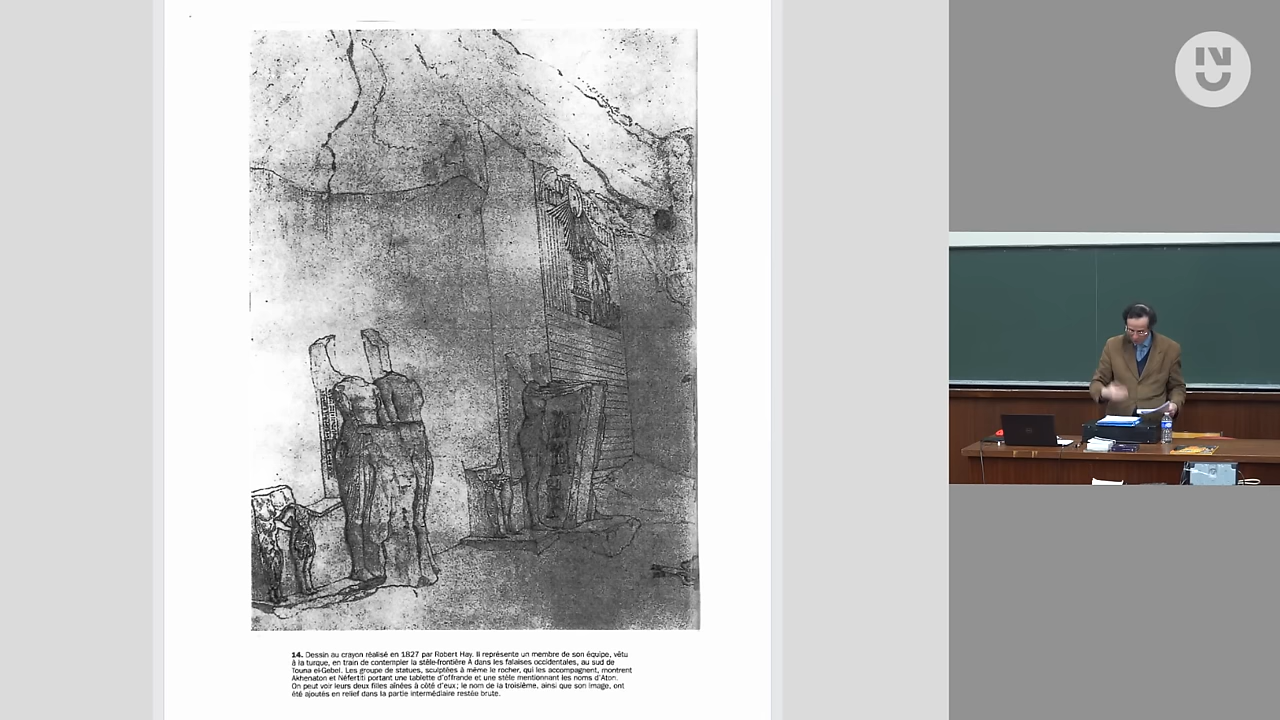 14. Dessin au crayon réalisé en 1827 par Robert Hay. Il représente un membre de son équipe, vêtu
à la turque, en train de contempler la stèle-frontière A dans les falaises occidentales, au sud de
Touna el-Gebel. Les groupe de statues, sculptées à même le rocher, qui les accompagnent, montrent
Akhenaton et Néfertiti portant une tablette d'offrande et une stèle mentionnant les noms d'Aton.
On peut voir leurs deux filles aînées à côté d'eux ; le nom de la troisième, ainsi que son image, ont
été ajoutés en relief dans la partie intermédiaire restée brute.